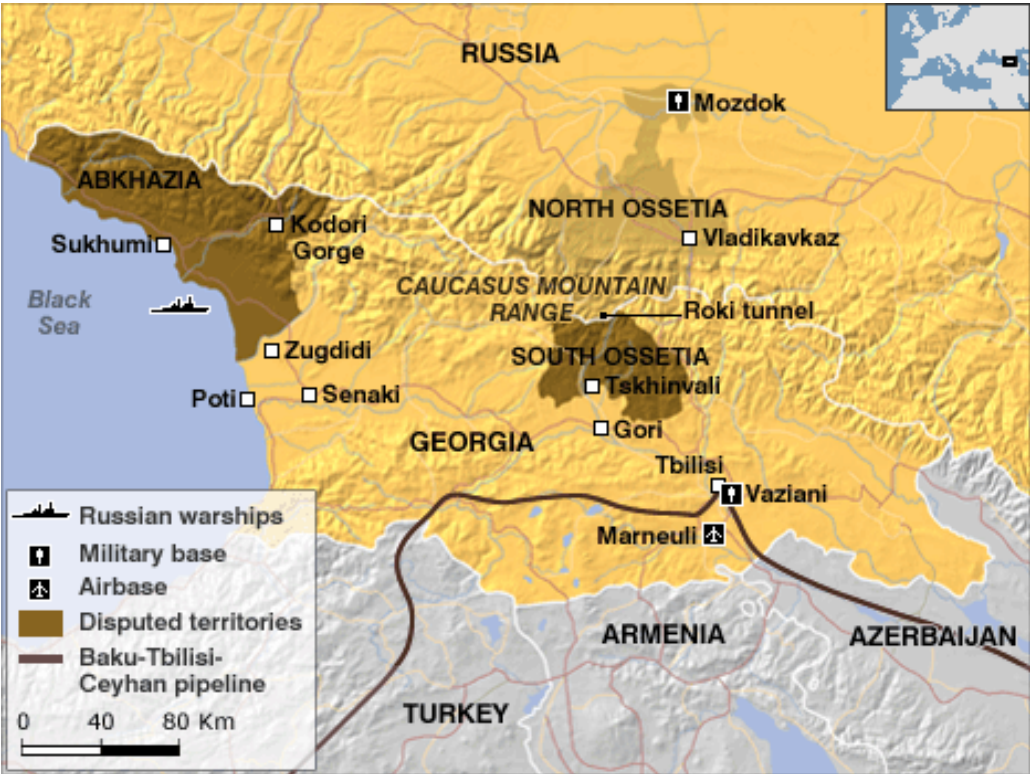 RUSSIA
Mozdok
ABKHAZIA
Kodori
Gorge
Sukhumi
NORTH OSSETIA
Vladikavkaz
Black
Sea
CAUCASUS MOUNTAIN
RANGE
Roki tunnel
Zugdidi
SOUTH OSSETIA
Tskhinvali
Poti
Senaki
GEORGIA
Gori
Tbilisi
Vaziani
Marneuli
ARMENIA
AZERBAIJAN
TURKEY
Russian warships
Military base
Airbase
Disputed territories
Baku-Tbilisi-
Ceyhan pipeline
0 40 80 Km